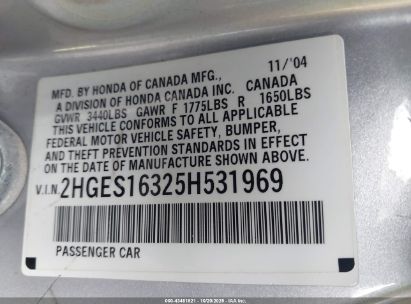 11/'04
MFD. BY HONDA OF CANADA MFG.,
A DIVISION OF HONDA CANADA INC. CANADA
GVWR 3440LBS GAWR F 1775LBS R 1650LBS
THIS VEHICLE CONFORMS TO ALL APPLICABLE
FEDERAL MOTOR VEHICLE SAFETY, BUMPER,
AND THEFT PREVENTION STANDARDS IN EFFECT
ON THE DATE OF MANUFACTURE SHOWN ABOVE.
V.I.N. 2HGES16325H531969
PASSENGER CAR